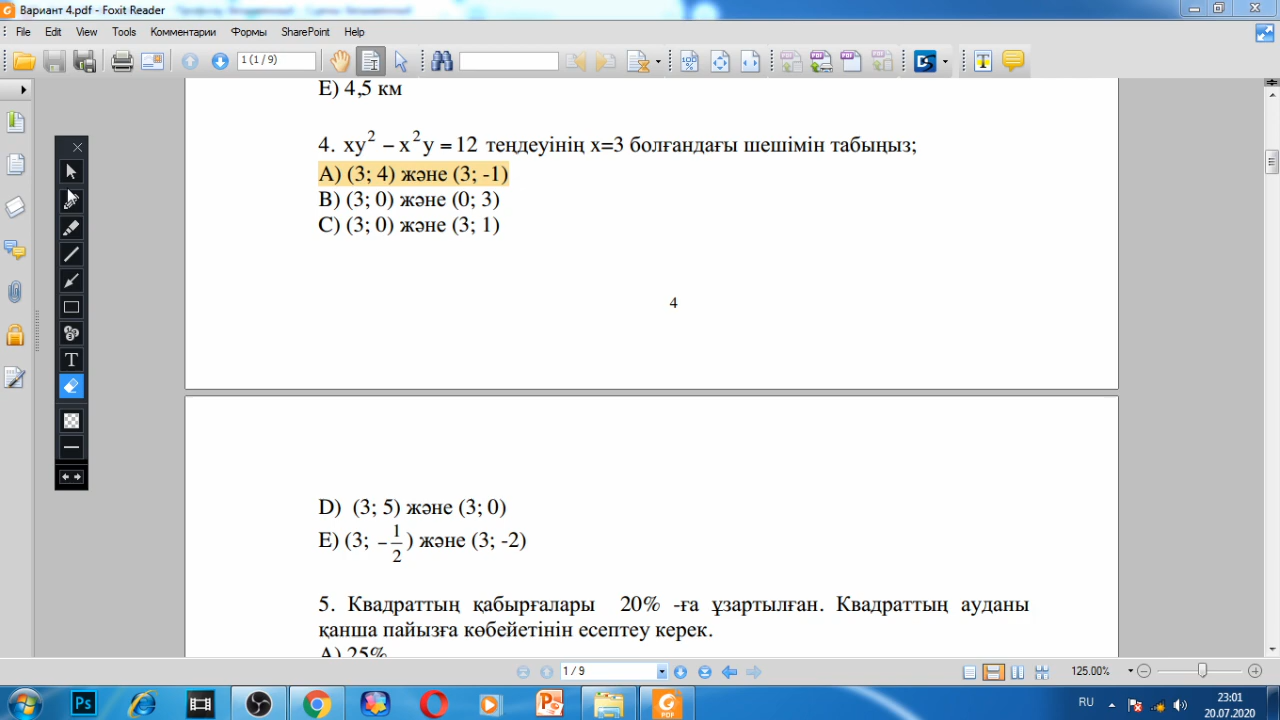 Вариант 4.pdf - Foxit Reader
File Edit View Tools Комментарии Формы SharePoint Help
1 (1 / 9)
E) 4,5 км
4. xy² − x²y = 12 теңдеуінің x=3 болғандағы шешімін табыңыз;
A) (3; 4) және (3; -1)
B) (3; 0) және (0; 3)
C) (3; 0) және (3; 1)
4
D) (3; 5) және (3; 0)
E) (3; −1/2) және (3; -2)
5. Квадраттың қабырғалары 20% -ға ұзартылған. Квадраттың ауданы
қанша пайызға көбейетінін есептеу керек.
A) 25%
1 / 9
125.00%
RU
23:01
20.07.2020